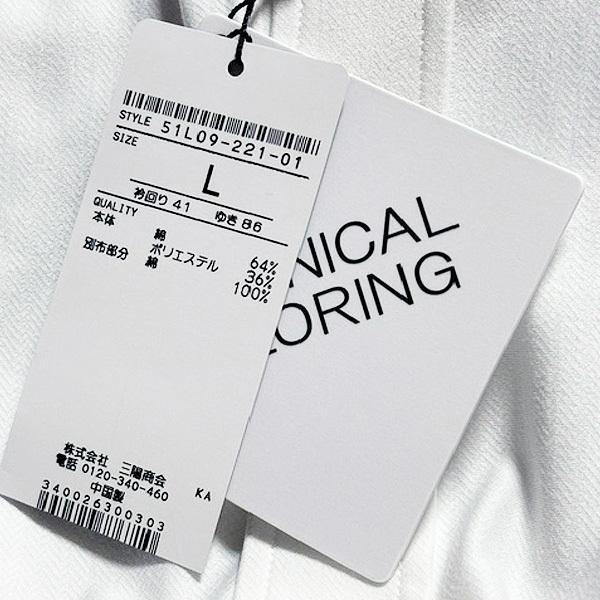 STYLE 51L09-221-01
SIZE
L
衿回り 41 ゆき 86
QUALITY
本体 綿 64%
ポリエステル 36%
別布部分 綿 100%
株式会社 三陽商会
電話 0120-340-460
中国製 KA
340026300303
NICAL
ORING